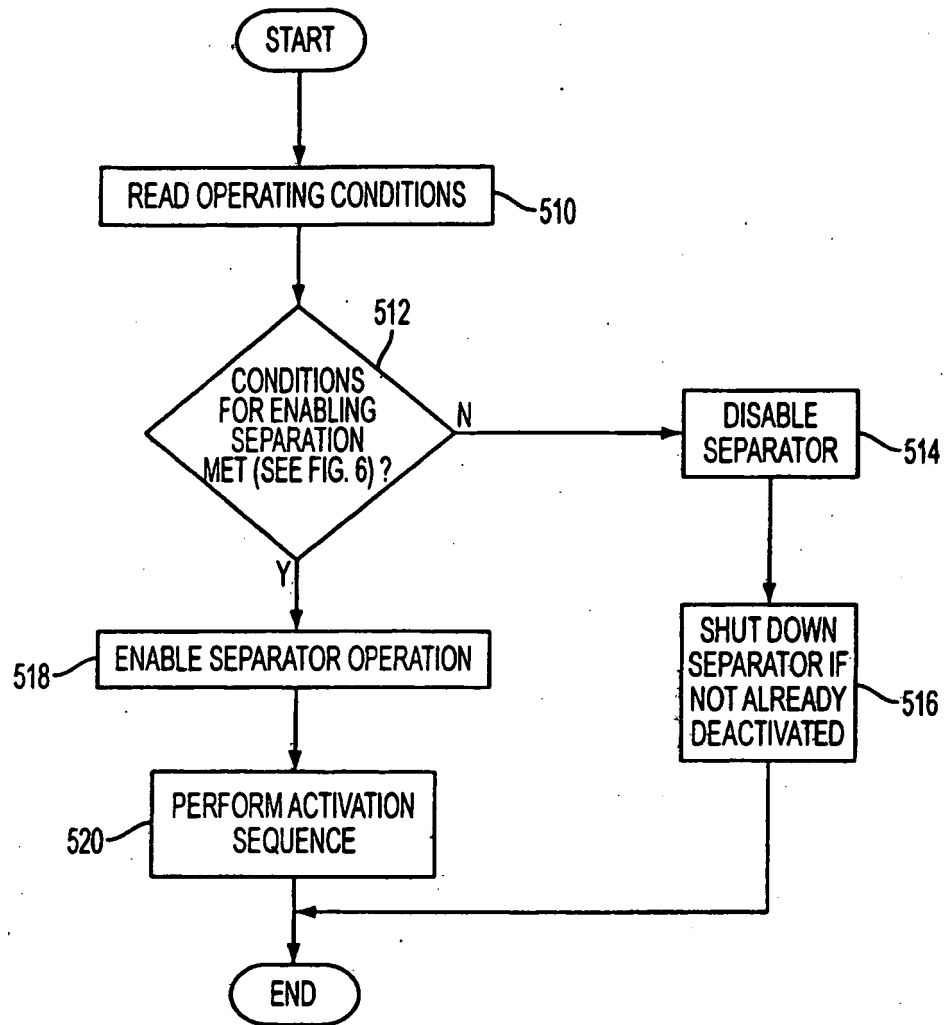 START
READ OPERATING CONDITIONS
510
512
CONDITIONS
FOR ENABLING
SEPARATION
MET (SEE FIG. 6) ?
N
DISABLE
SEPARATOR
514
Y
SHUT DOWN
SEPARATOR IF
NOT ALREADY
DEACTIVATED
516
518
ENABLE SEPARATOR OPERATION
520
PERFORM ACTIVATION
SEQUENCE
END